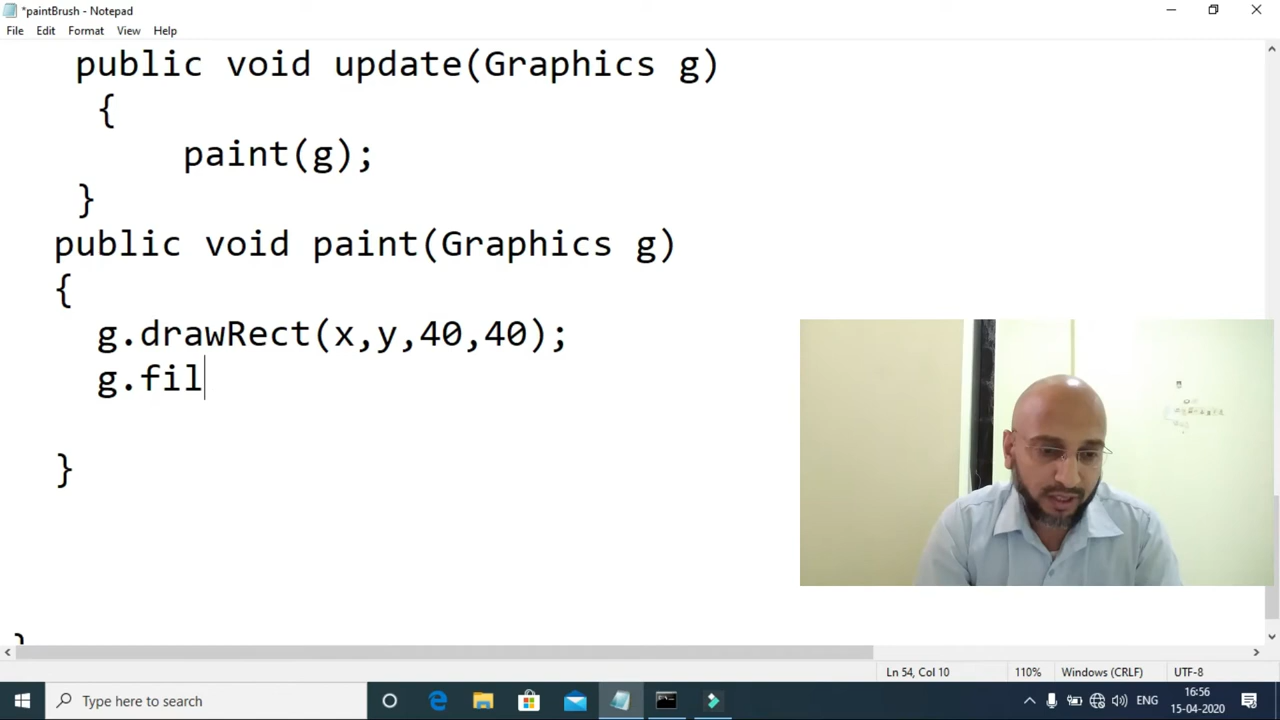 *paintBrush - Notepad
File Edit Format View Help
public void update(Graphics g)
{
paint(g);
}
public void paint(Graphics g)
{
g.drawRect(x,y,40,40);
g.fil
}
Ln 54, Col 10 110% Windows (CRLF) UTF-8
Type here to search
ENG
16:56
15-04-2020